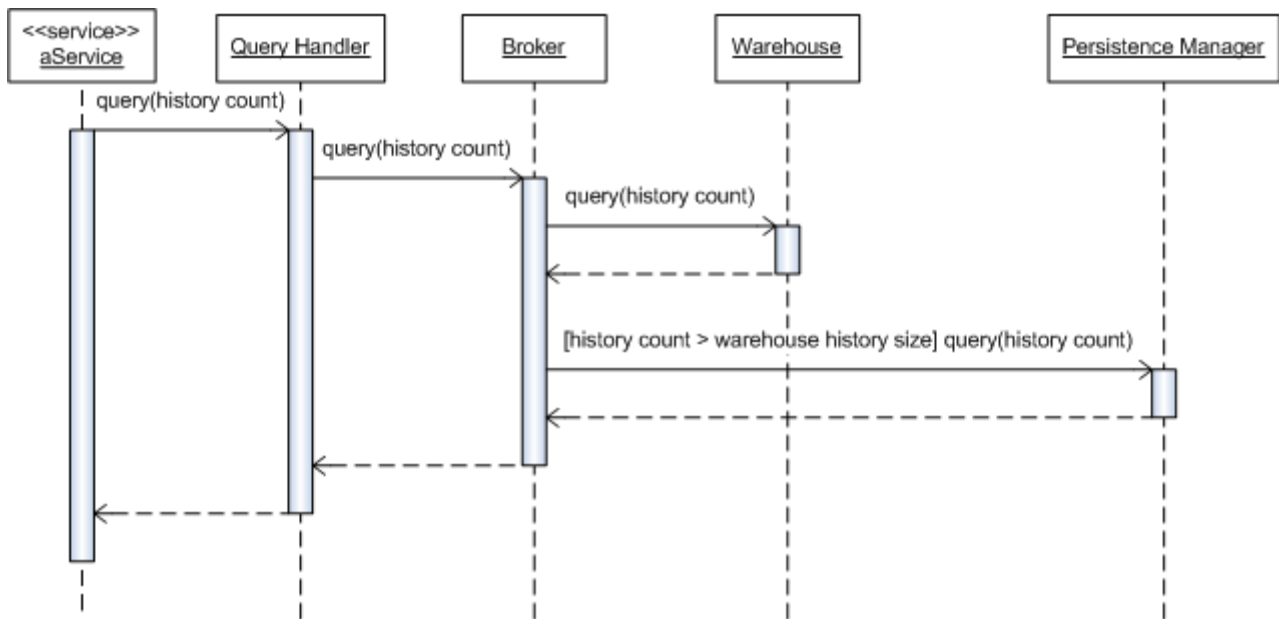 <<service>>
aService
Query Handler
Broker
Warehouse
Persistence Manager
query(history count)
query(history count)
query(history count)
[history count > warehouse history size] query(history count)